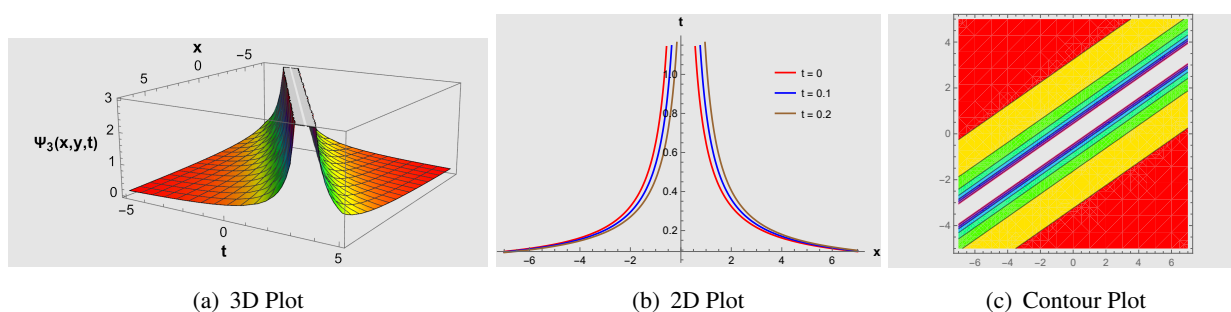 x
-5
0
5
3
2
1
0
Ψ₃(x,y,t)
-5
0
t
5
t
1.0
0.8
0.6
0.4
0.2
t = 0
t = 0.1
t = 0.2
-6 -4 -2 2 4 6 x
4
2
0
-2
-4
-6 -4 -2 0 2 4 6
(a) 3D Plot
(b) 2D Plot
(c) Contour Plot